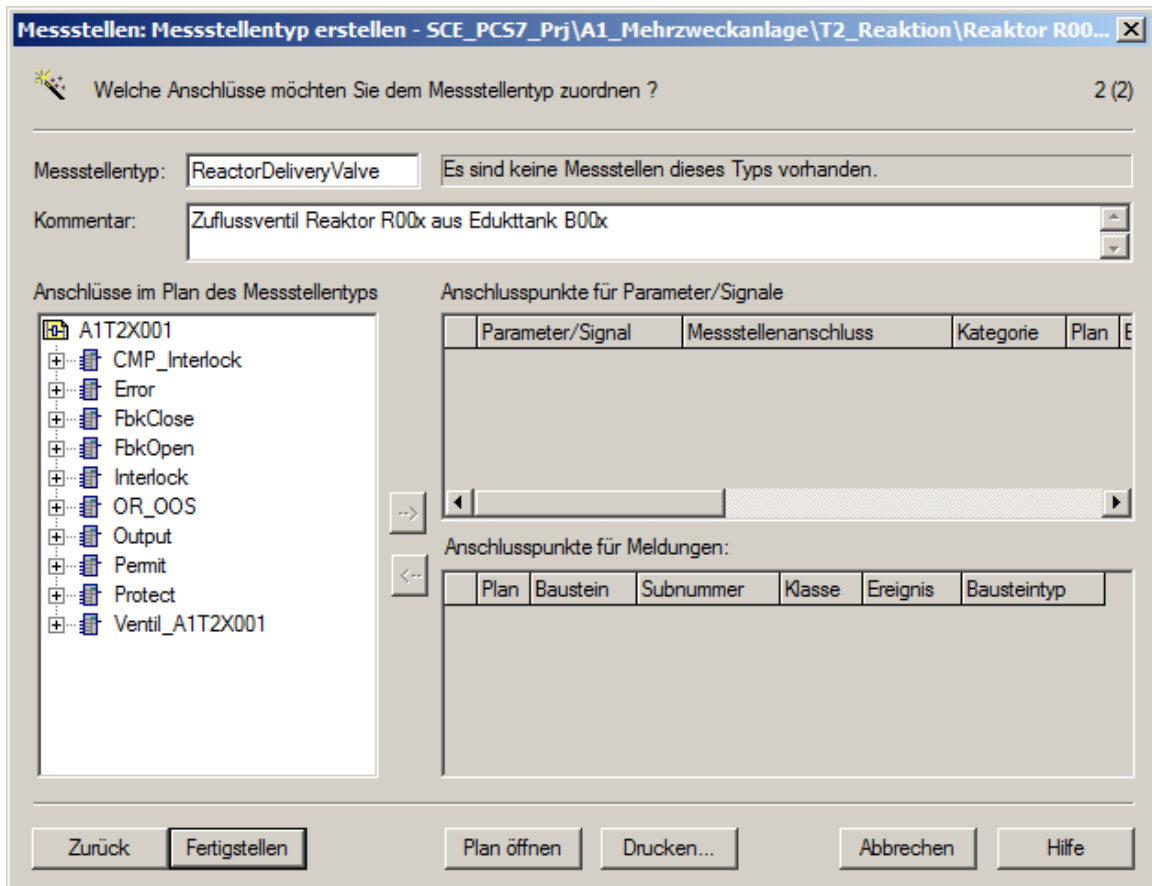 Messstellen: Messstellentyp erstellen - SCE_PCS7_Prj\A1_Mehrzweckanlage\T2_Reaktion\Reaktor R00...
Welche Anschlüsse möchten Sie dem Messstellentyp zuordnen ? 2 (2)
Messstellentyp: ReactorDeliveryValve Es sind keine Messstellen dieses Typs vorhanden.
Kommentar: Zuflussventil Reaktor R00x aus Edukttank B00x
Anschlüsse im Plan des Messstellentyps
A1T2X001
CMP_Interlock
Error
FbkClose
FbkOpen
Interlock
OR_OOS
Output
Permit
Protect
Ventil_A1T2X001
-->
<--
Anschlusspunkte für Parameter/Signale
Parameter/Signal Messstellenanschluss Kategorie Plan
Anschlusspunkte für Meldungen:
Plan Baustein Subnummer Klasse Ereignis Bausteintyp
Zurück Fertigstellen Plan öffnen Drucken... Abbrechen Hilfe